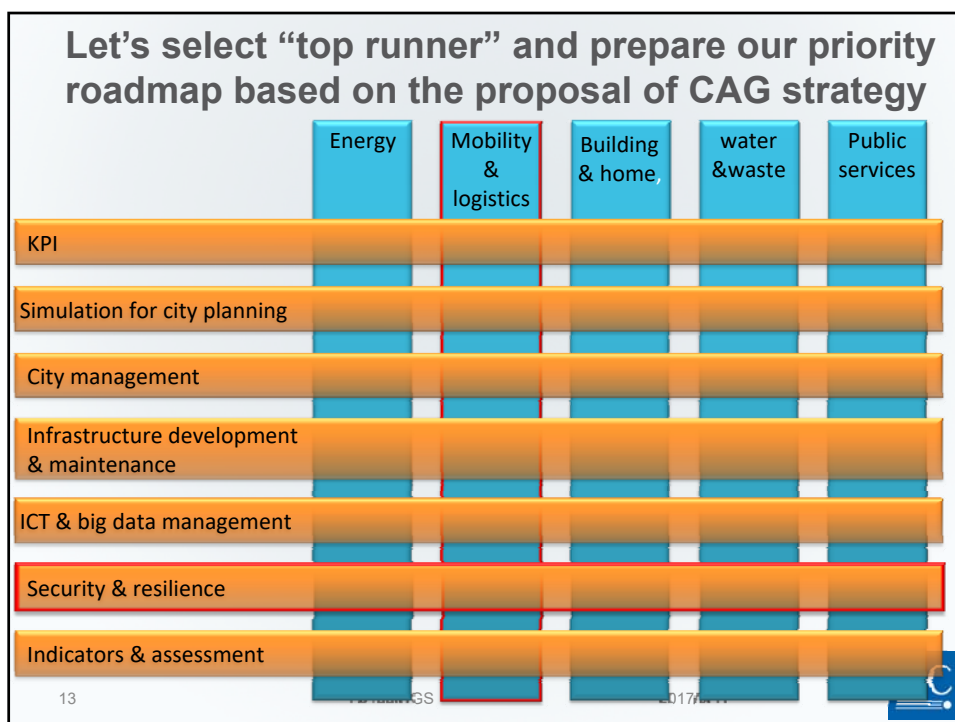 Let's select “top runner” and prepare our priority
roadmap based on the proposal of CAG strategy
Energy
Mobility
&
logistics
Building
& home,
water
&waste
Public
services
KPI
Simulation for city planning
City management
Infrastructure development
& maintenance
ICT & big data management
Security & resilience
Indicators & assessment
13
GS
2017
C